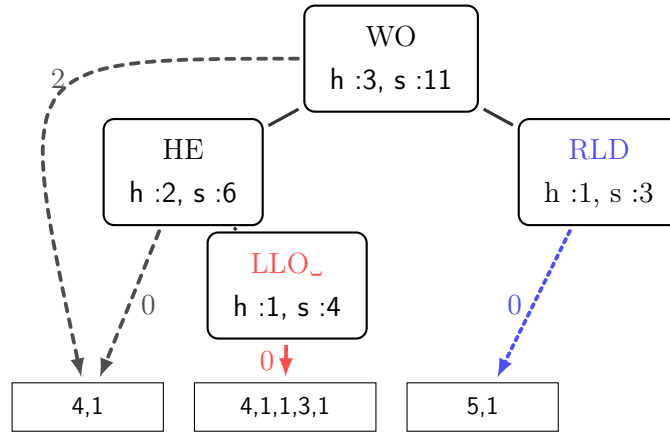 WO
h :3, s :11
2
HE
h :2, s :6
RLD
h :1, s :3
LLO⌣
h :1, s :4
0
0
0
4,1
4,1,1,3,1
5,1